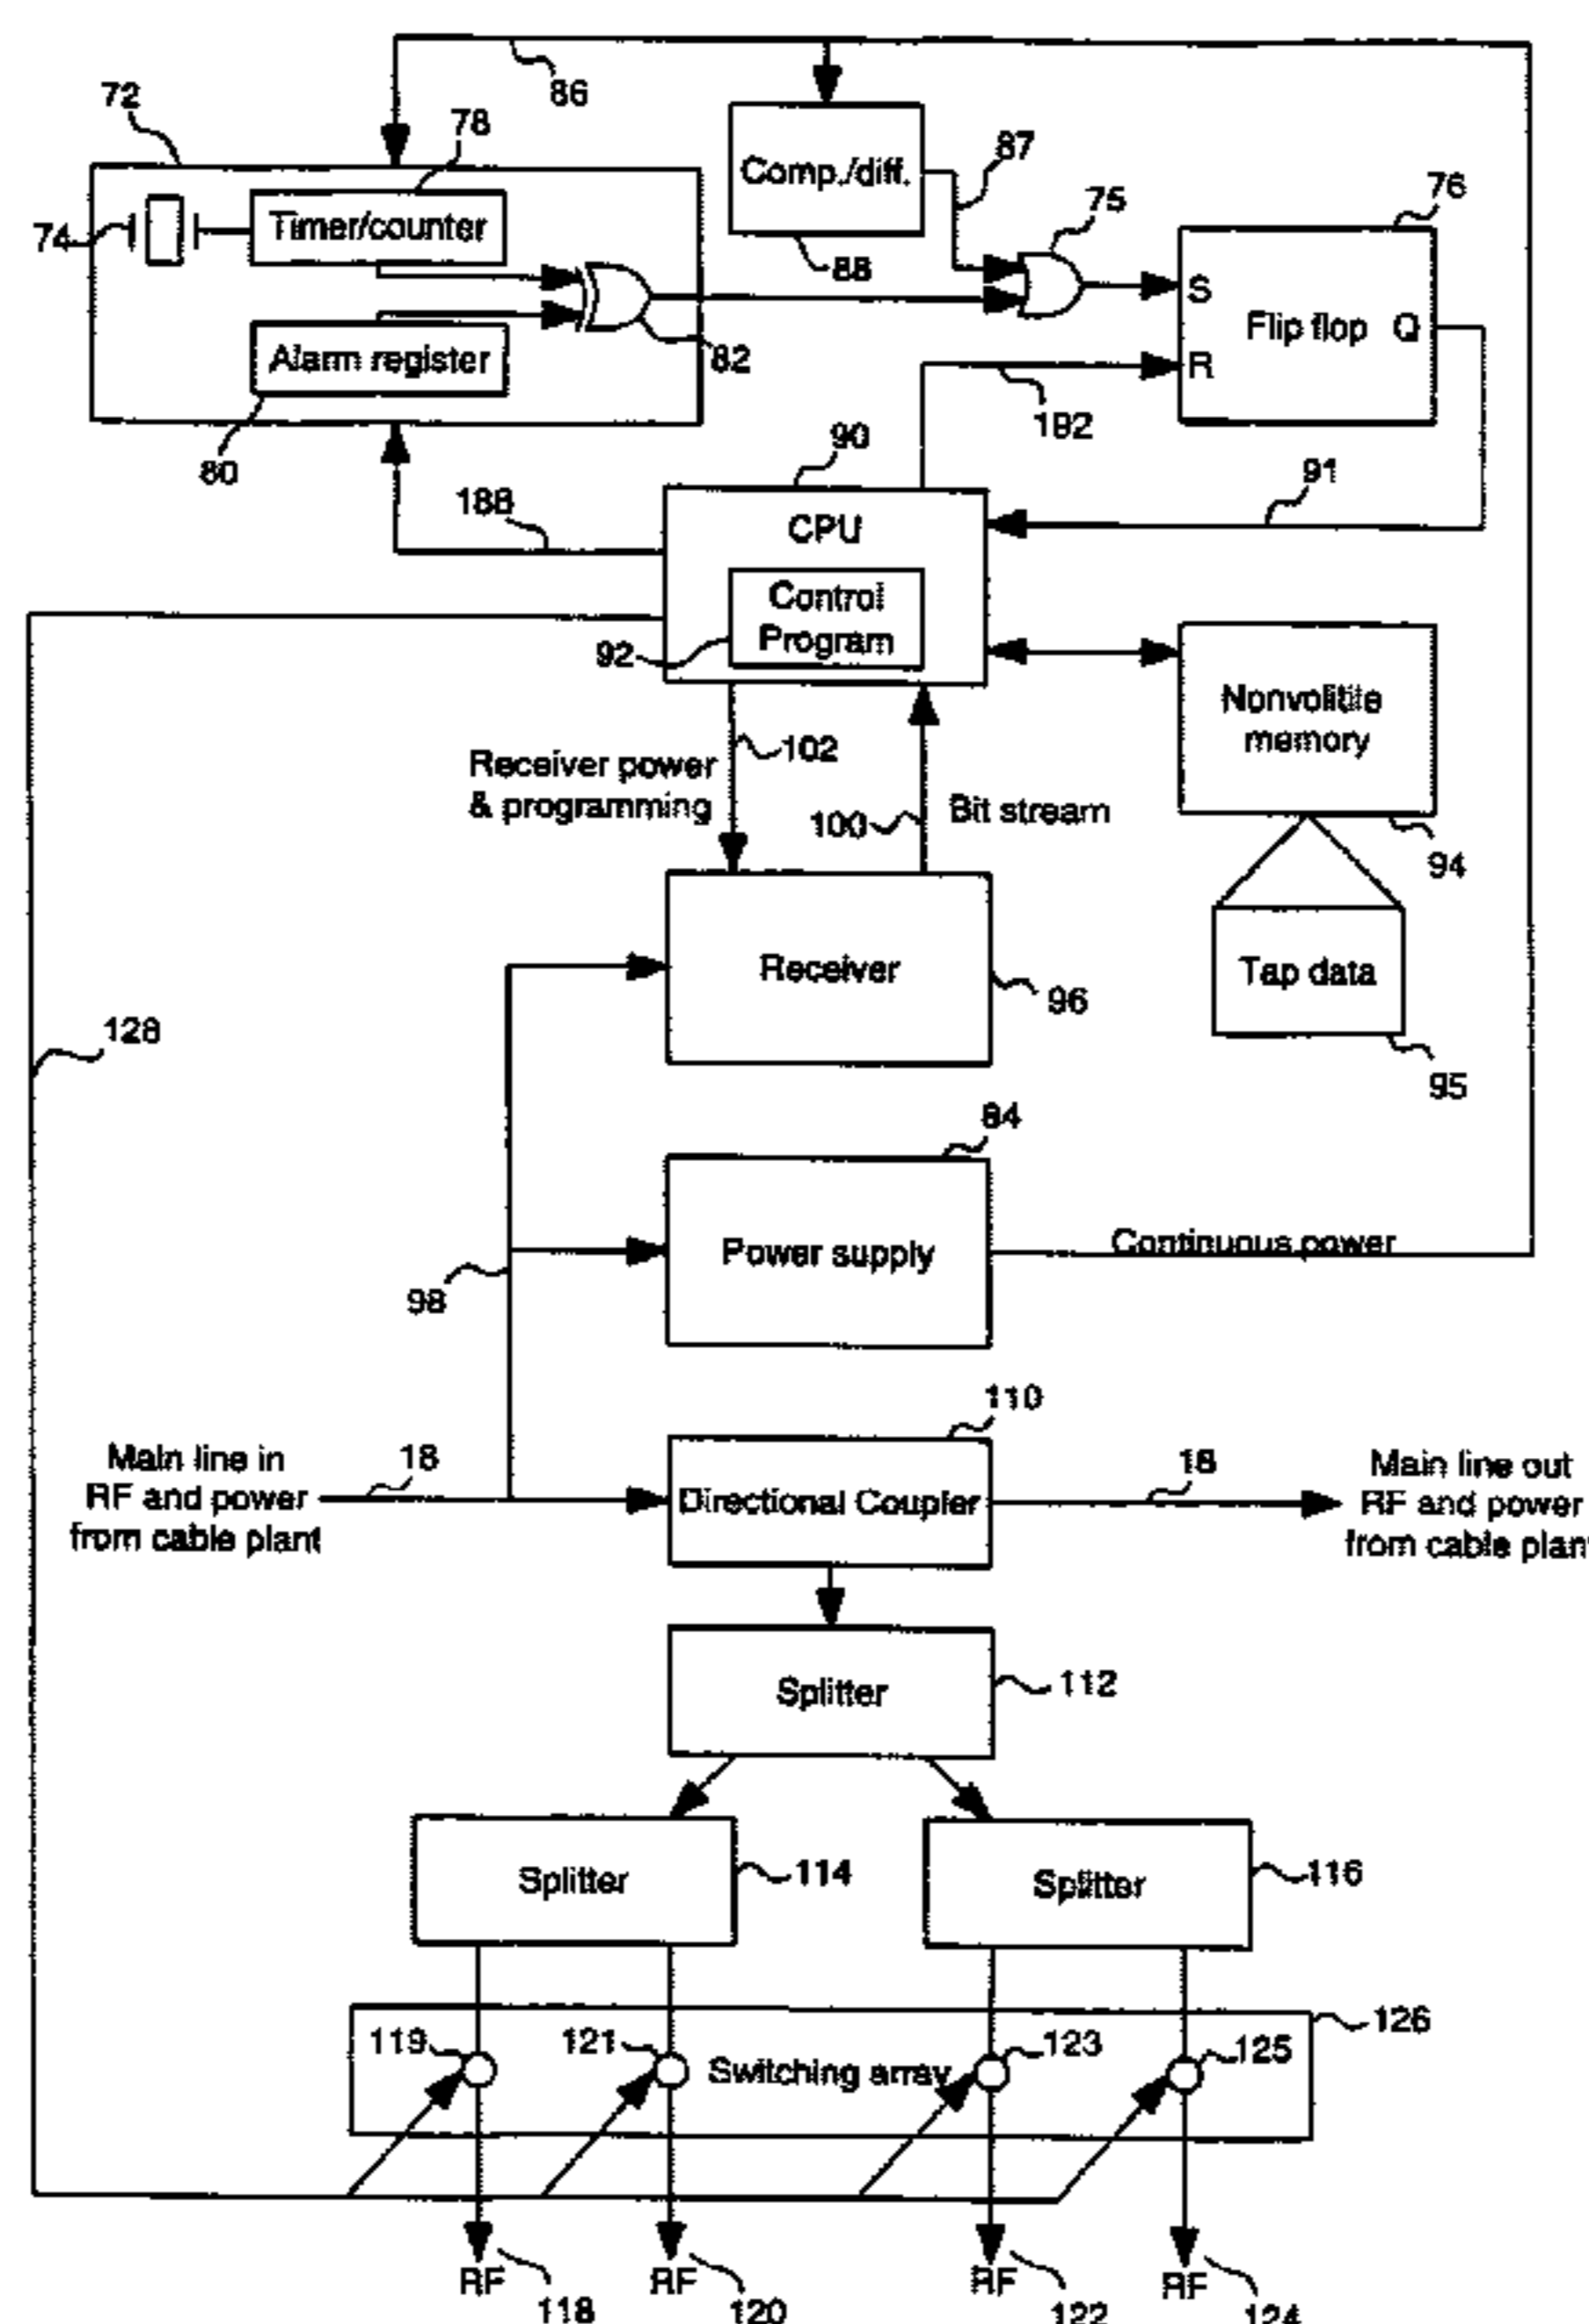 86
72
78
Comp./diff.
87
75
76
74
Timer/counter
88
S
Flip flop
Q
R
Alarm register
82
192
80
90
91
188
CPU
Control
Program
92
Nonvolitile
memory
102
Receiver power
& programming
100
Bit stream
94
Receiver
96
Tap data
95
128
84
Power supply
Continuous power
98
110
Main line in
RF and power
from cable plant
18
Directional Coupler
18
Main line out
RF and power
from cable plant
Splitter
112
Splitter
114
Splitter
116
126
119
121
Switching array
123
125
RF
118
RF
120
RF
122
RF
124